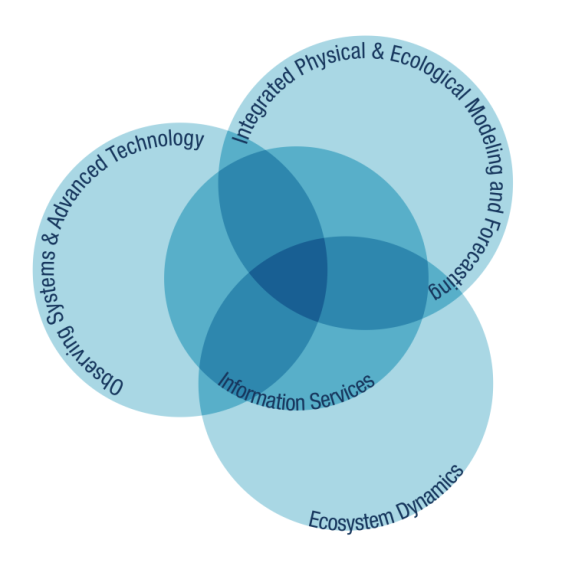 Integrated Physical & Ecological Modeling and Forecasting
Observing Systems & Advanced Technology
Information Services
Ecosystem Dynamics